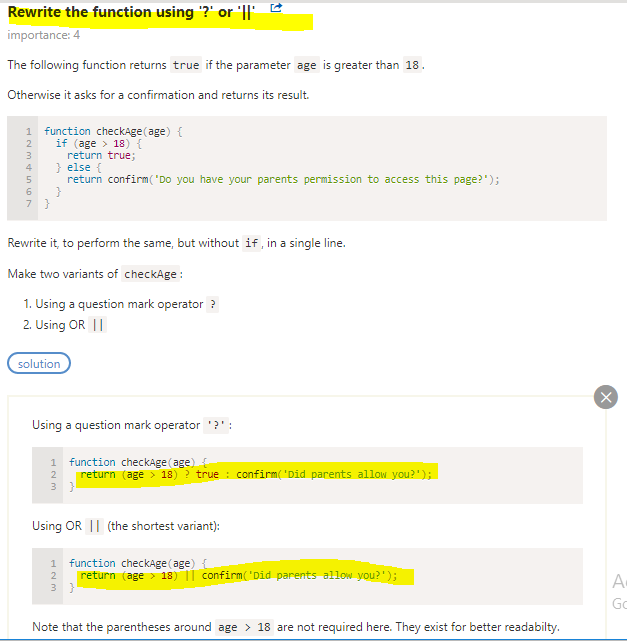 Rewrite the function using '?' or '||'
importance: 4
The following function returns true if the parameter age is greater than 18.
Otherwise it asks for a confirmation and returns its result.
1 function checkAge(age) {
2   if (age > 18) {
3     return true;
4   } else {
5     return confirm('Do you have your parents permission to access this page?');
6   }
7 }
Rewrite it, to perform the same, but without if, in a single line.
Make two variants of checkAge:
1. Using a question mark operator ?
2. Using OR ||
solution
Using a question mark operator '?':
1 function checkAge(age) {
2   return (age > 18) ? true : confirm('Did parents allow you?');
3 }
Using OR || (the shortest variant):
1 function checkAge(age) {
2   return (age > 18) || confirm('Did parents allow you?');
3 }
Note that the parentheses around age > 18 are not required here. They exist for better readabilty.